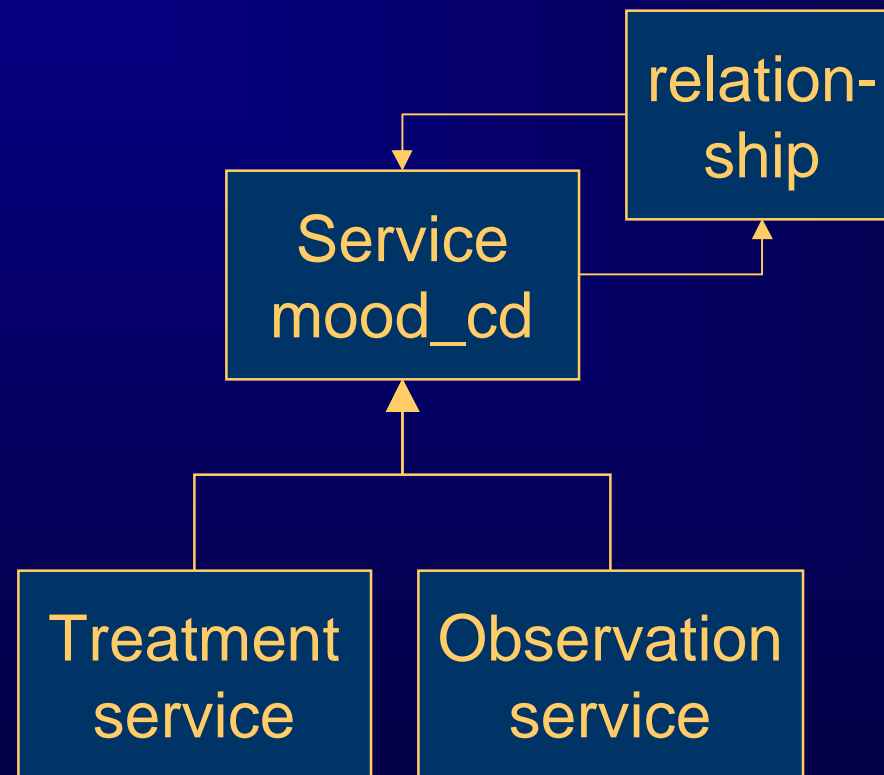 relation-
ship
Service
mood_cd
Treatment
service
Observation
service